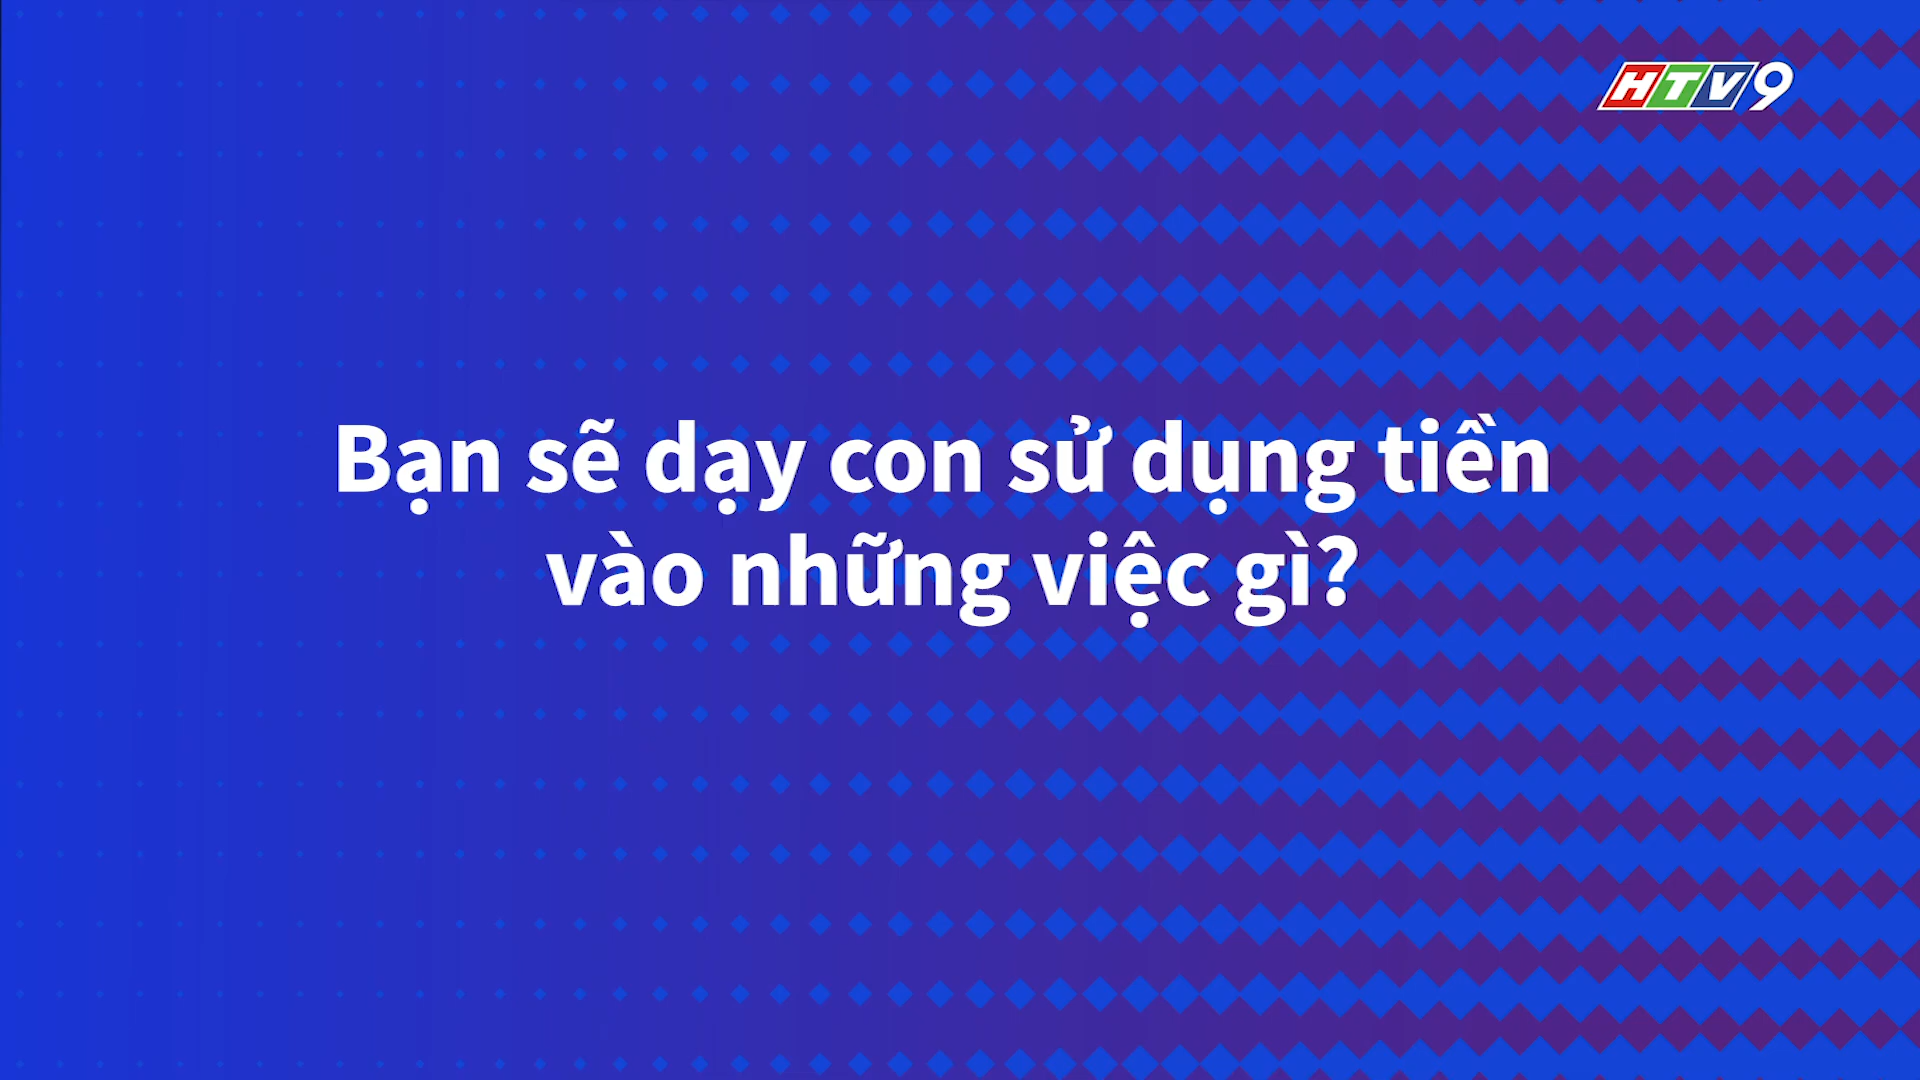 HTV9
Bạn sẽ dạy con sử dụng tiền
vào những việc gì?